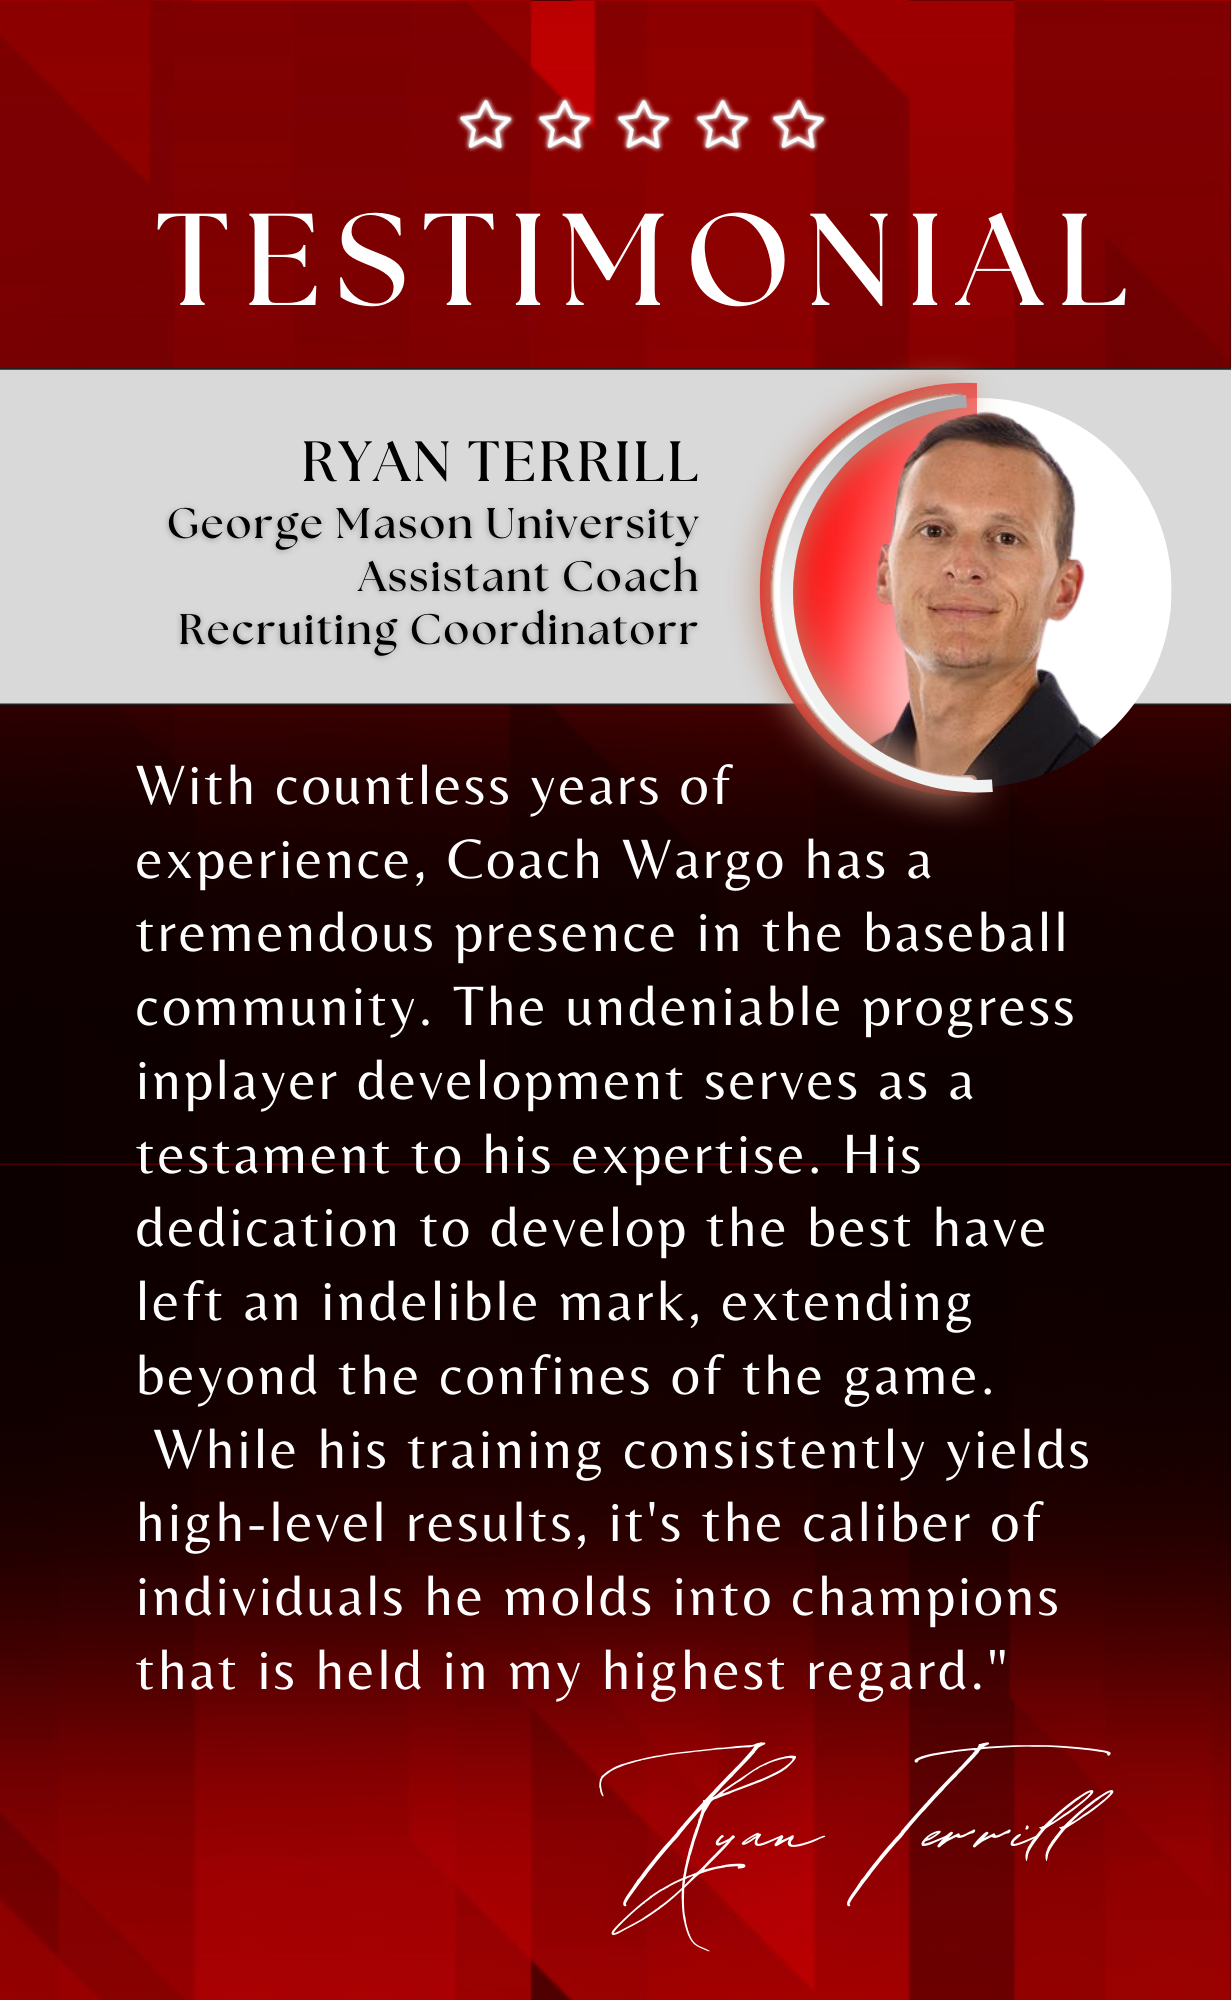 TESTIMONIAL
RYAN TERRILL
George Mason University
Assistant Coach
Recruiting Coordinatorr
With countless years of
experience, Coach Wargo has a
tremendous presence in the baseball
community. The undeniable progress
inplayer development serves as a
testament to his expertise. His
dedication to develop the best have
left an indelible mark, extending
beyond the confines of the game.
While his training consistently yields
high-level results, it's the caliber of
individuals he molds into champions
that is held in my highest regard."
Ryan Terrill